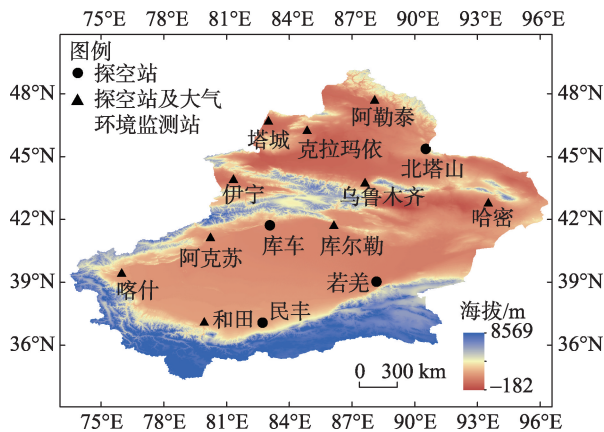 75°E 78°E 81°E 84°E 87°E 90°E 93°E 96°E
图例
探空站
探空站及大气
环境监测站
48°N
48°N
阿勒泰
塔城
克拉玛依
45°N
45°N
北塔山
伊宁
乌鲁木齐
哈密
42°N
42°N
库车
库尔勒
阿克苏
39°N
39°N
喀什
若羌
和田
民丰
海拔/m
8569
-182
36°N
36°N
0 300 km
75°E 78°E 81°E 84°E 87°E 90°E 93°E 96°E